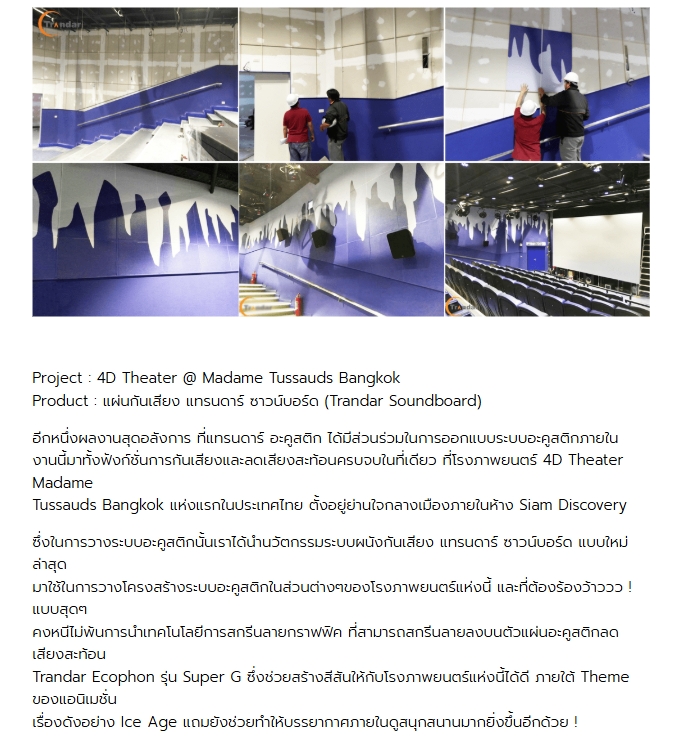 Trandar
Trandar
Trandar
Project : 4D Theater @ Madame Tussauds Bangkok
Product : แผ่นกันเสียง แทรนดาร์ ซาวน์บอร์ด (Trandar Soundboard)
อีกหนึ่งผลงานสุดอลังการ ที่แทรนดาร์ อะคูสติก ได้มีส่วนร่วมในการออกแบบระบบอะคูสติกภายใน
งานนี้มาทั้งฟังก์ชั่นการกันเสียงและลดเสียงสะท้อนครบจบในที่เดียว ที่โรงภาพยนตร์ 4D Theater
Madame
Tussauds Bangkok แห่งแรกในประเทศไทย ตั้งอยู่ย่านใจกลางเมืองภายในห้าง Siam Discovery
ซึ่งในการวางระบบอะคูสติกนั้นเราได้นำนวัตกรรมระบบผนังกันเสียง แทรนดาร์ ซาวน์บอร์ด แบบใหม่
ล่าสุด
มาใช้ในการวางโครงสร้างระบบอะคูสติกในส่วนต่างๆของโรงภาพยนตร์แห่งนี้ และที่ต้องร้องว้าววว !
แบบสุดๆ
คงหนีไม่พ้นการนำเทคโนโลยีการสกรีนลายกราฟฟิค ที่สามารถสกรีนลายลงบนตัวแผ่นอะคูสติกลด
เสียงสะท้อน
Trandar Ecophon รุ่น Super G ซึ่งช่วยสร้างสีสันให้กับโรงภาพยนตร์แห่งนี้ได้ดี ภายใต้ Theme
ของแอนิเมชั่น
เรื่องดังอย่าง Ice Age แถมยังช่วยทำให้บรรยากาศภายในดูสนุกสนานมากยิ่งขึ้นอีกด้วย !